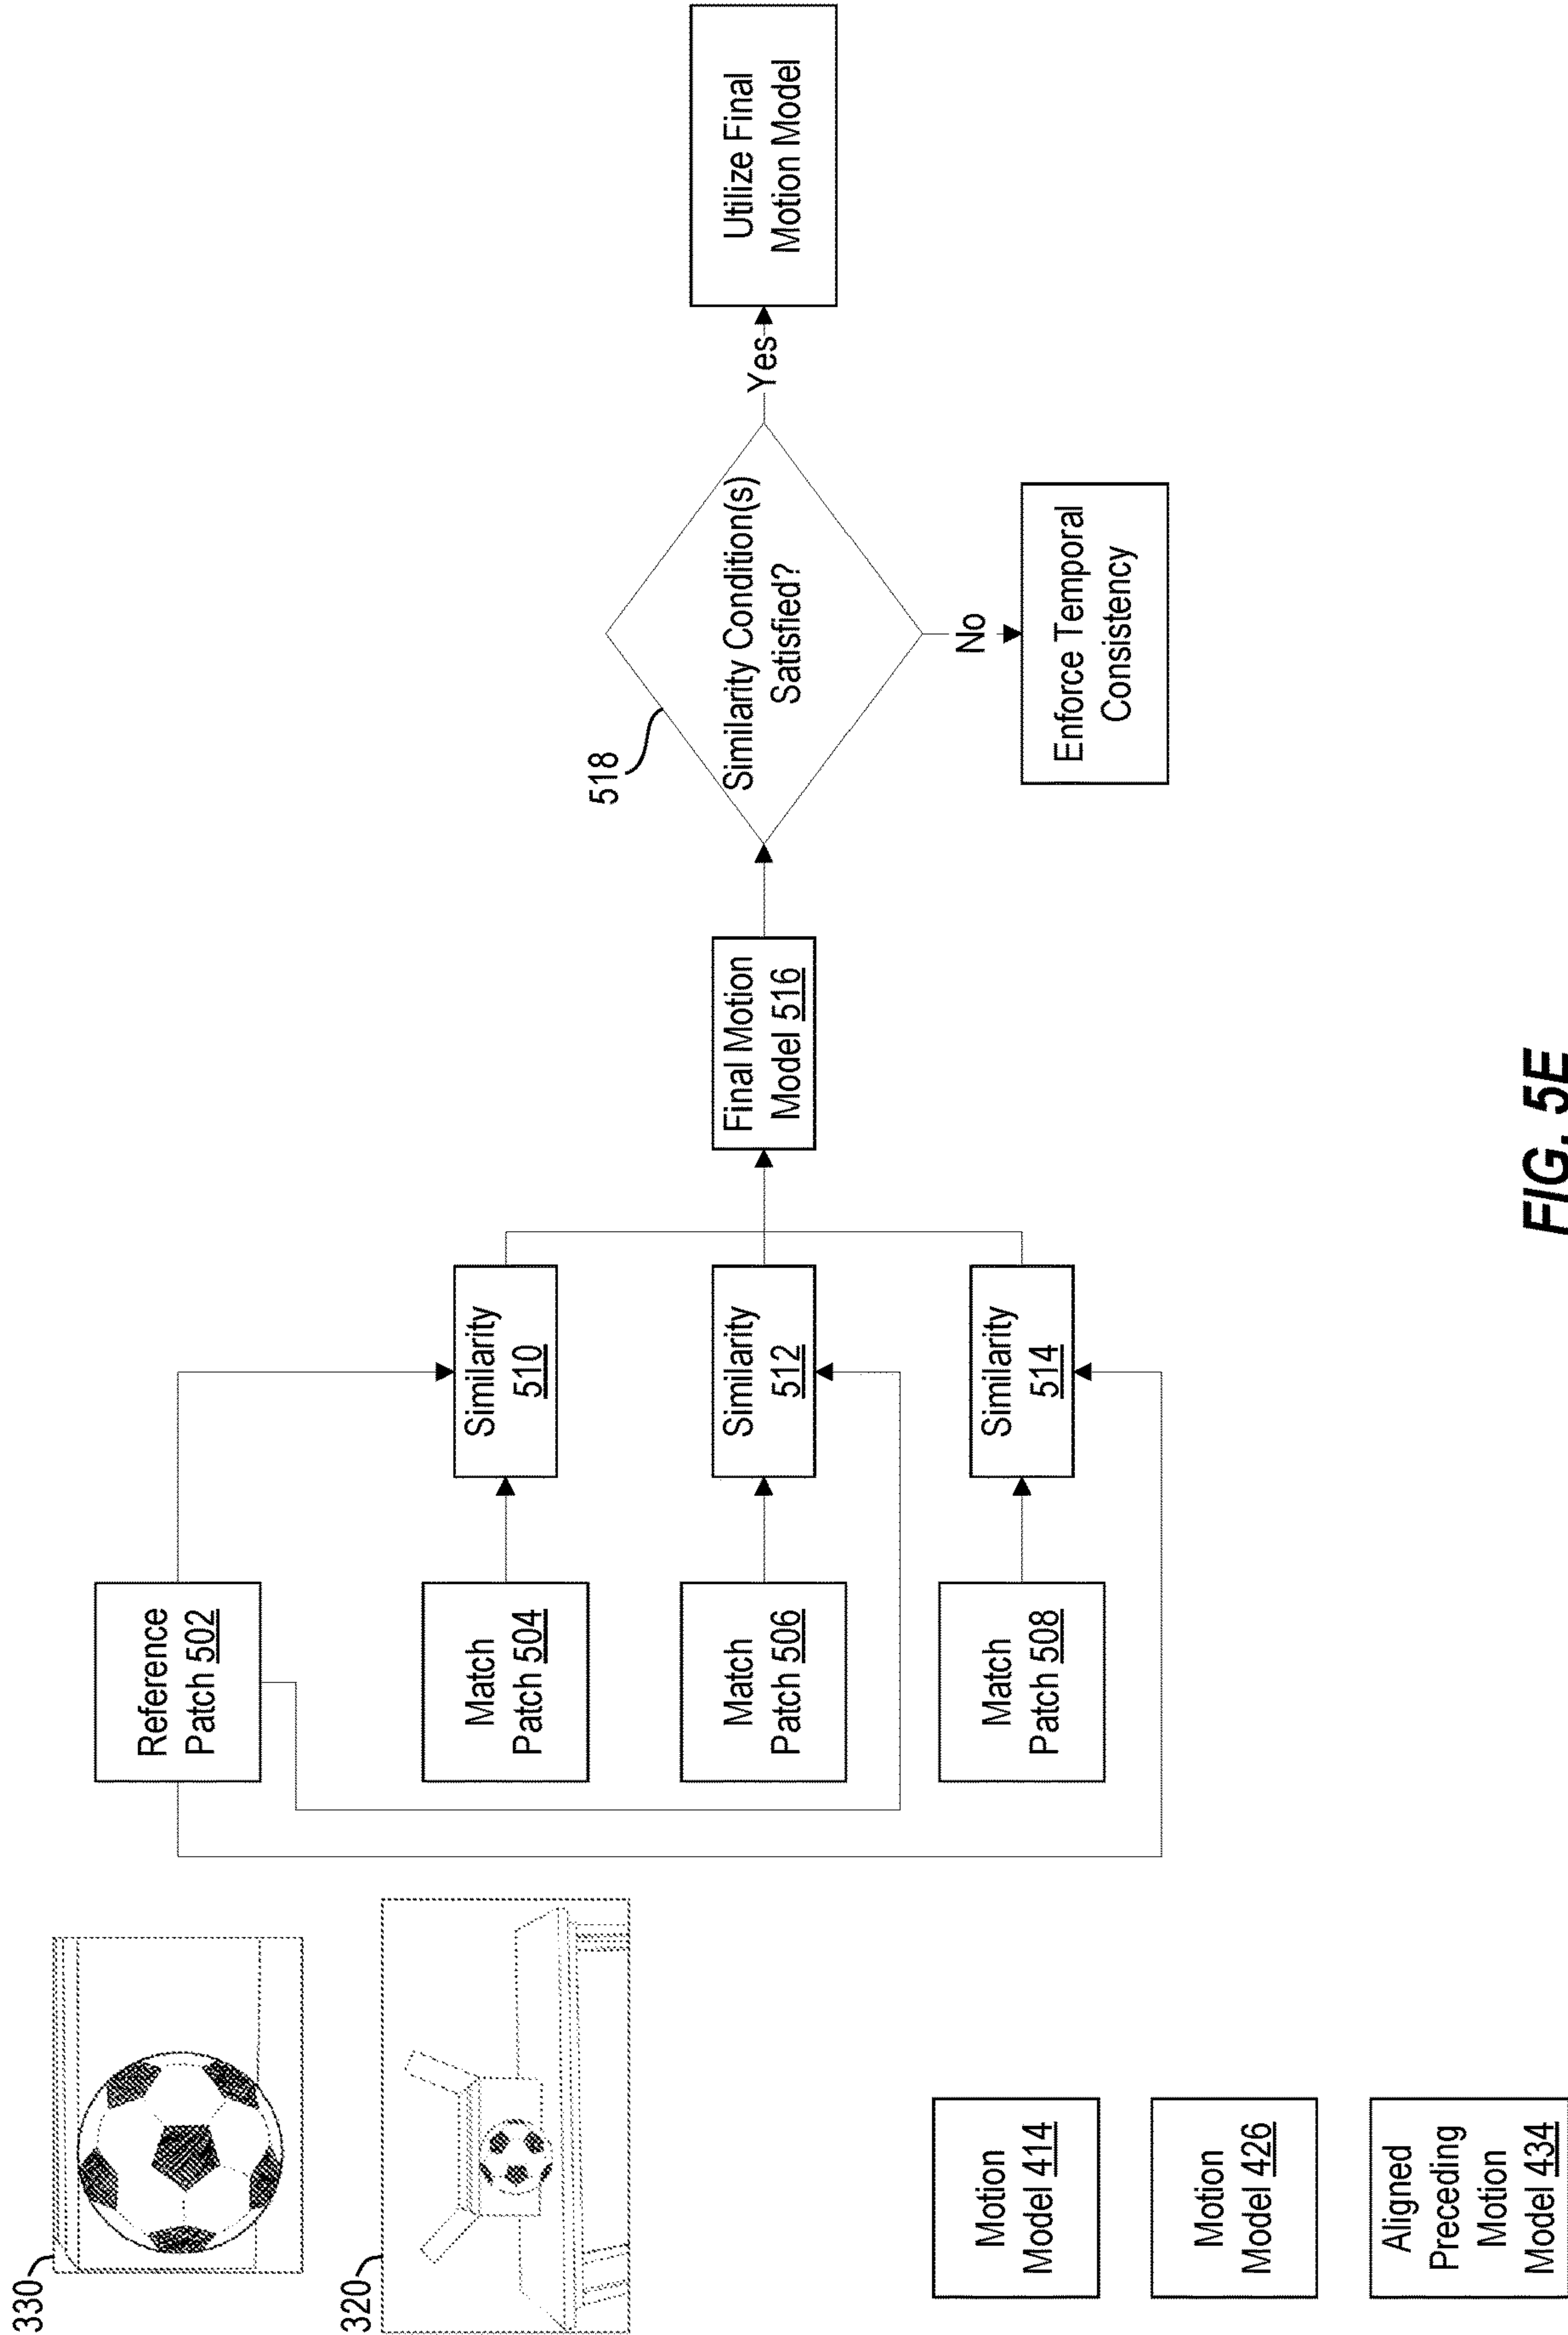 330
320
Motion
Model 414
Motion
Model 426
Aligned
Preceding
Motion
Model 434
Reference
Patch 502
Match
Patch 504
Match
Patch 506
Match
Patch 508
Similarity
510
Similarity
512
Similarity
514
Final Motion
Model 516
518
Similarity Condition(s)
Satisfied?
Yes
No
Utilize Final
Motion Model
Enforce Temporal
Consistency
FIG. 5E